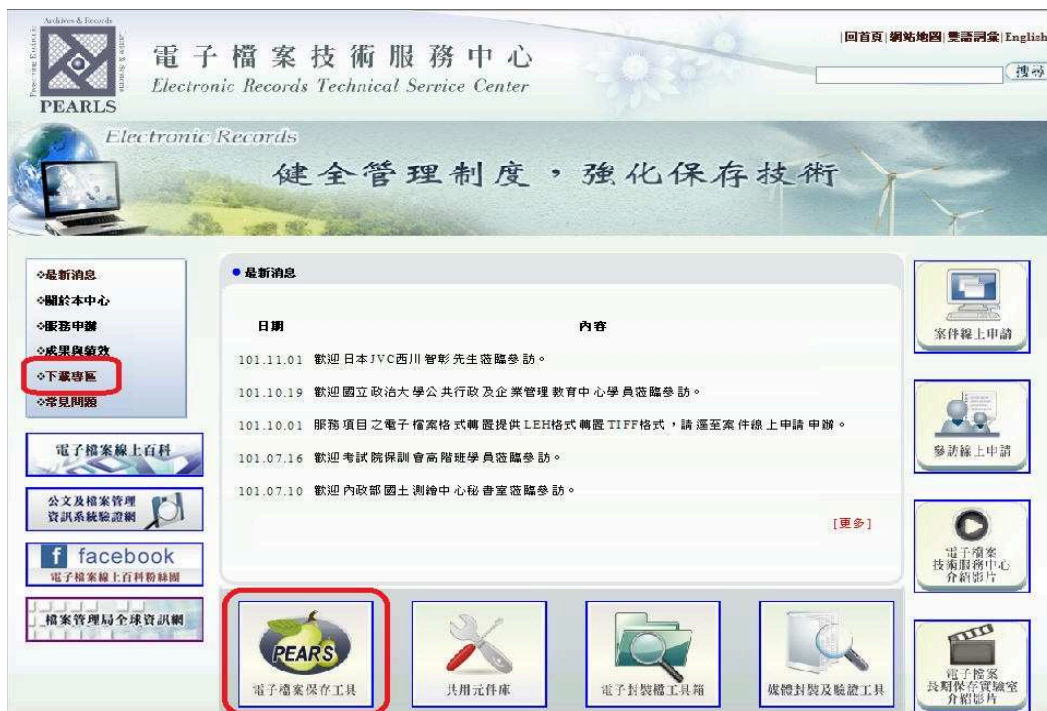 Archives & Records
PEARLS
電子檔案技術服務中心
Electronic Records Technical Service Center
|回首頁|網站地圖|雙語詞彙|English
搜尋
Electronic Records
健全管理制度，強化保存技術
最新消息
關於本中心
服務申辦
成果與績效
下載專區
常見問題
電子檔案線上百科
公文及檔案管理
資訊系統驗證網
facebook
電子檔案線上百科粉絲團
檔案管理局全球資訊網
最新消息
日期 內容
101.11.01 歡迎日本JVC西川智彰先生蒞臨參訪。
101.10.19 歡迎國立政治大學公共行政及企業管理教育中心學員蒞臨參訪。
101.10.01 服務項目之電子檔案格式轉置提供LEH格式轉置TIFF格式，請逕至案件線上申請申辦。
101.07.16 歡迎考試院保訓會高階班學員蒞臨參訪。
101.07.10 歡迎內政部國土測繪中心秘書室蒞臨參訪。
[更多]
PEARS
電子檔案保存工具
共用元件庫
電子封裝檔工具箱
媒體封裝及驗證工具
案件線上申請
參訪線上申請
電子檔案
技術服務中心
介紹影片
電子檔案
長期保存實驗室
介紹影片